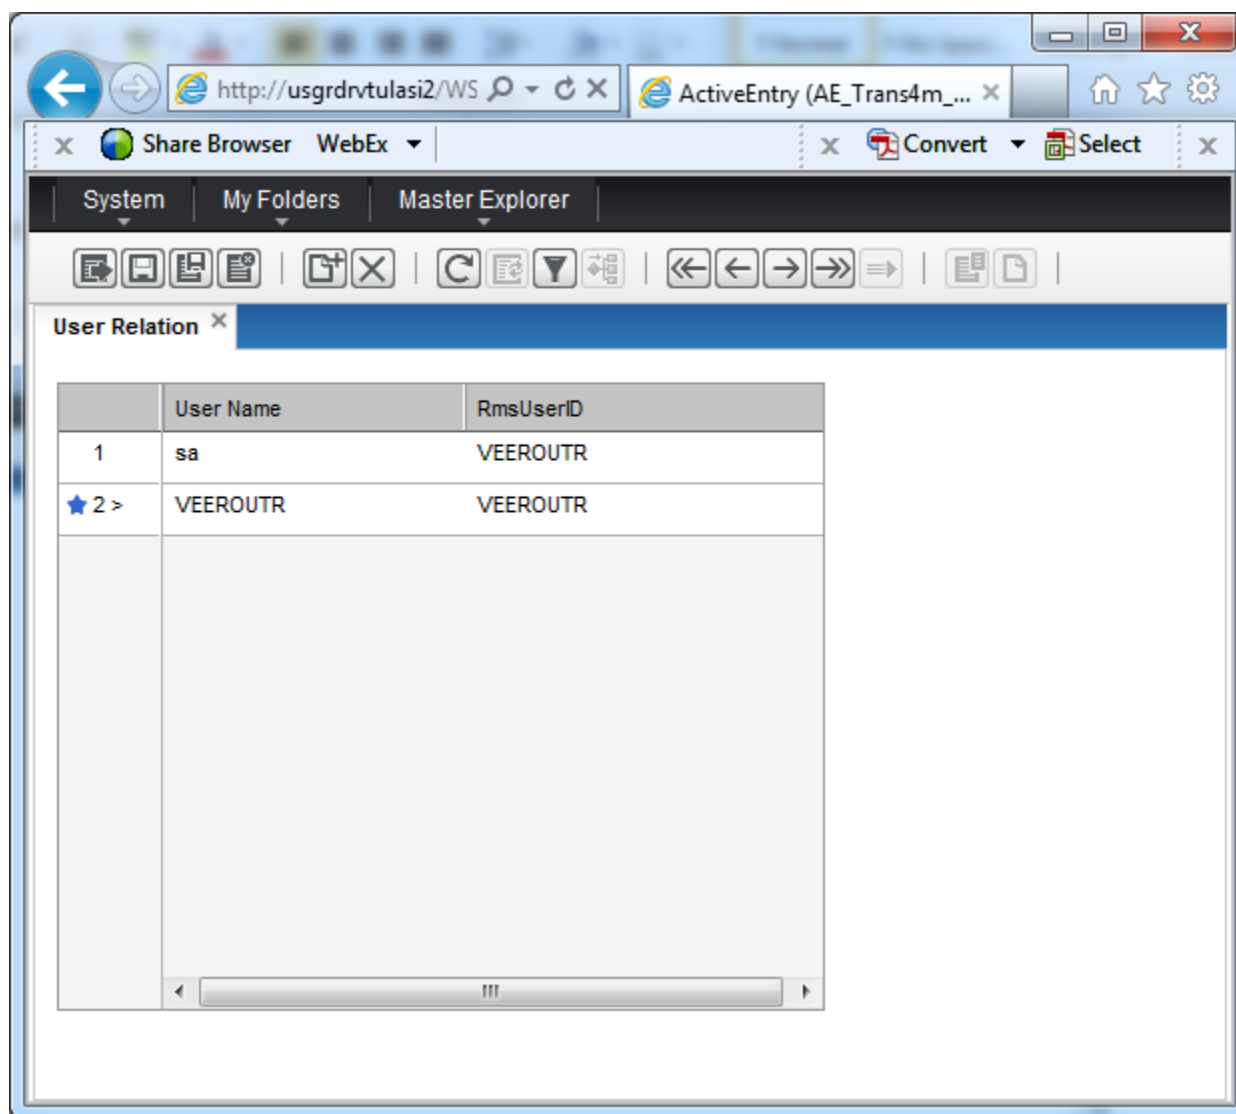 http://usgrdrvtulasi2/WS
ActiveEntry (AE_Trans4m_...
Share Browser WebEx
Convert Select
System My Folders Master Explorer
User Relation
User Name RmsUserID
1 sa VEEROUTR
2 > VEEROUTR VEEROUTR